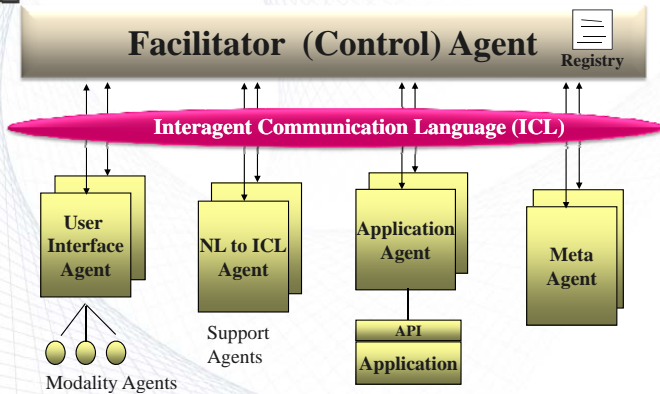 Facilitator (Control) Agent
Registry
Interagent Communication Language (ICL)
User
Interface
Agent
NL to ICL
Agent
Application
Agent
Meta
Agent
Support
Agents
API
Application
Modality Agents